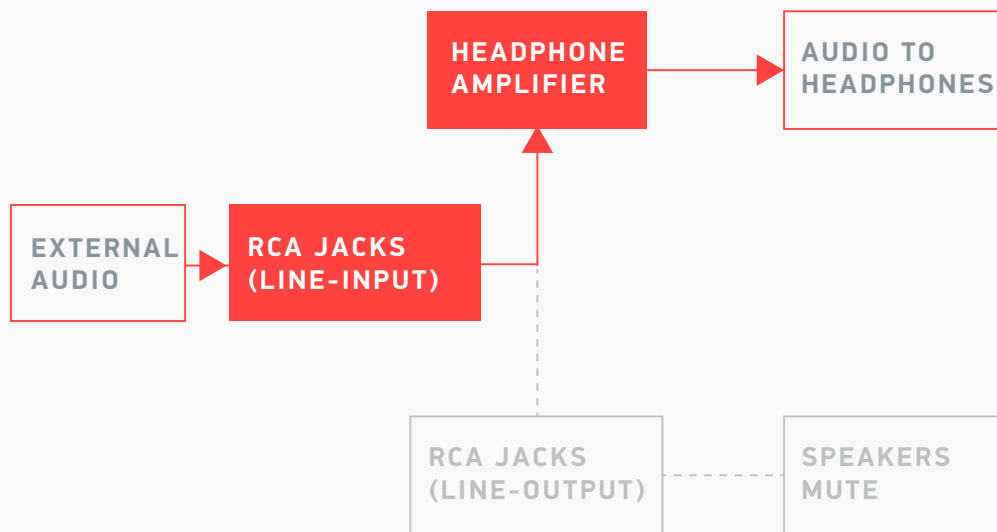 HEADPHONE
AMPLIFIER
AUDIO TO
HEADPHONES
EXTERNAL
AUDIO
RCA JACKS
(LINE-INPUT)
RCA JACKS
(LINE-OUTPUT)
SPEAKERS
MUTE